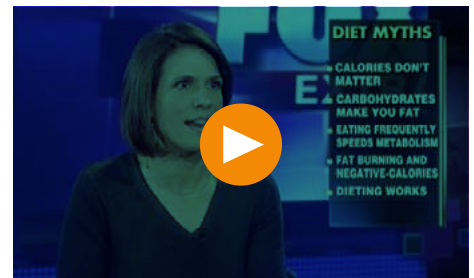 FOX
DIET MYTHS
CALORIES DON'T
MATTER
CARBOHYDRATES
MAKE YOU FAT
EATING FREQUENTLY
SPEEDS METABOLISM
FAT BURNING AND
NEGATIVE-CALORIES
DIETING WORKS